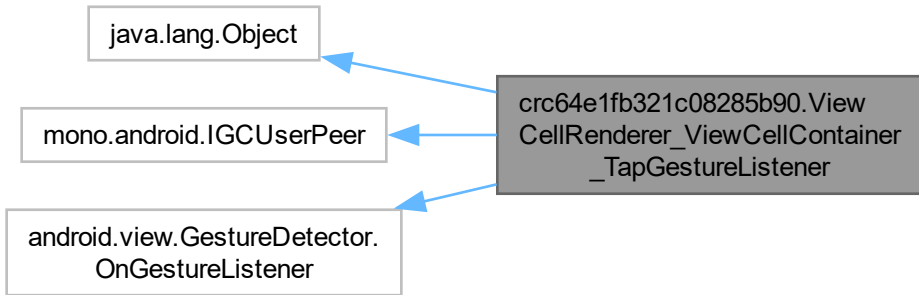 java.lang.Object
mono.android.IGCUserPeer
android.view.GestureDetector.
OnGestureListener
crc64e1fb321c08285b90.View
CellRenderer_ViewCellContainer
_TapGestureListener